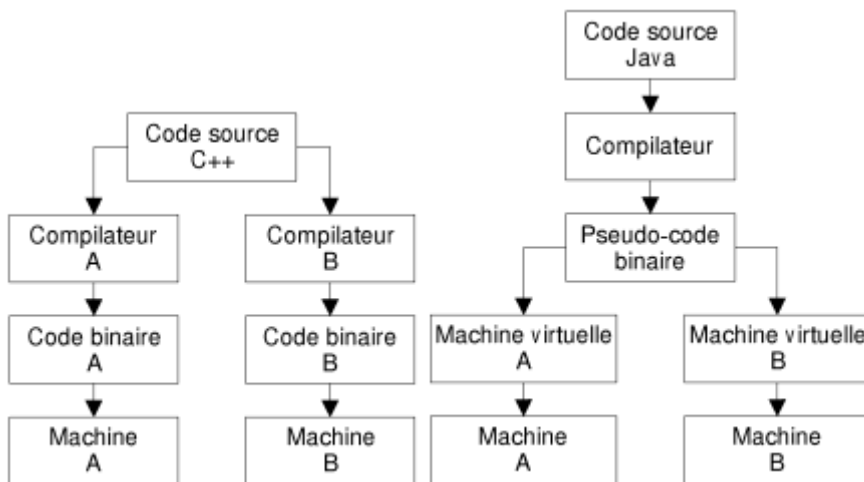 Code source
C++
Compilateur
A
Compilateur
B
Code binaire
A
Code binaire
B
Machine
A
Machine
B
Code source
Java
Compilateur
Pseudo-code
binaire
Machine virtuelle
A
Machine virtuelle
B
Machine
A
Machine
B